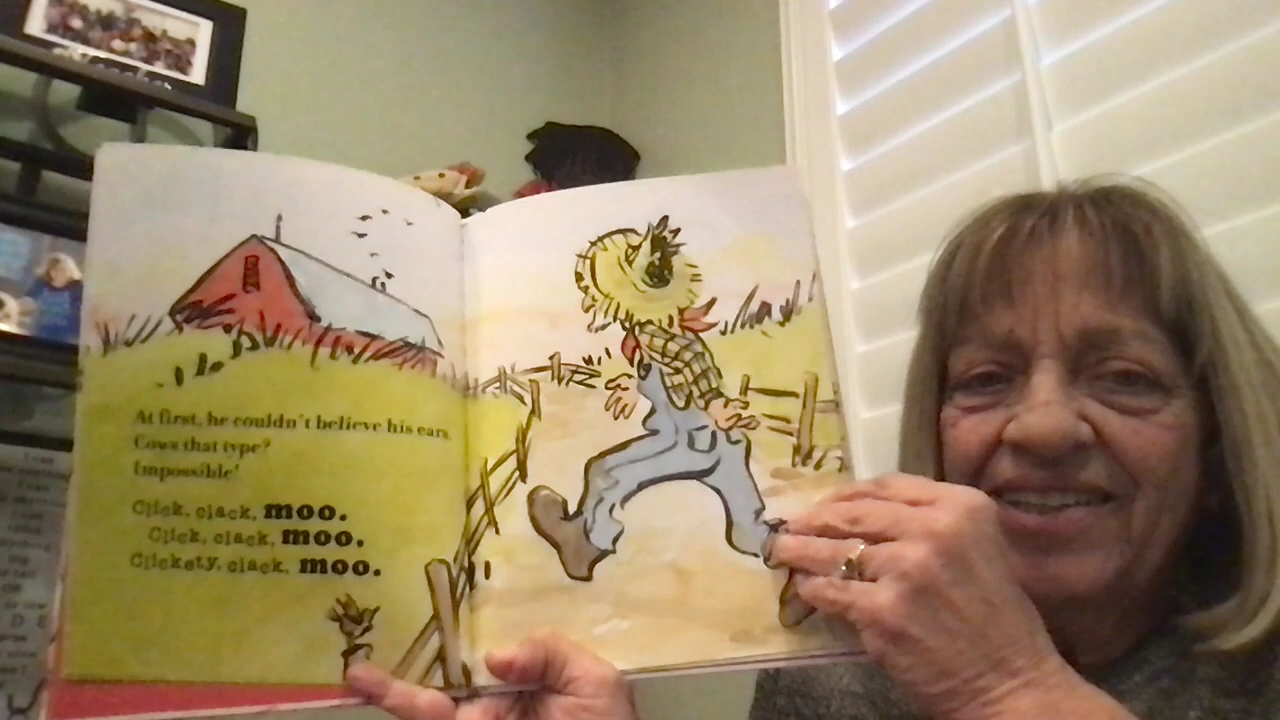 Teacher
At first, he couldn't believe his ears.
Cows that type?
Impossible!
Click, clack, moo.
Click, clack, moo.
Clickety, clack, moo.